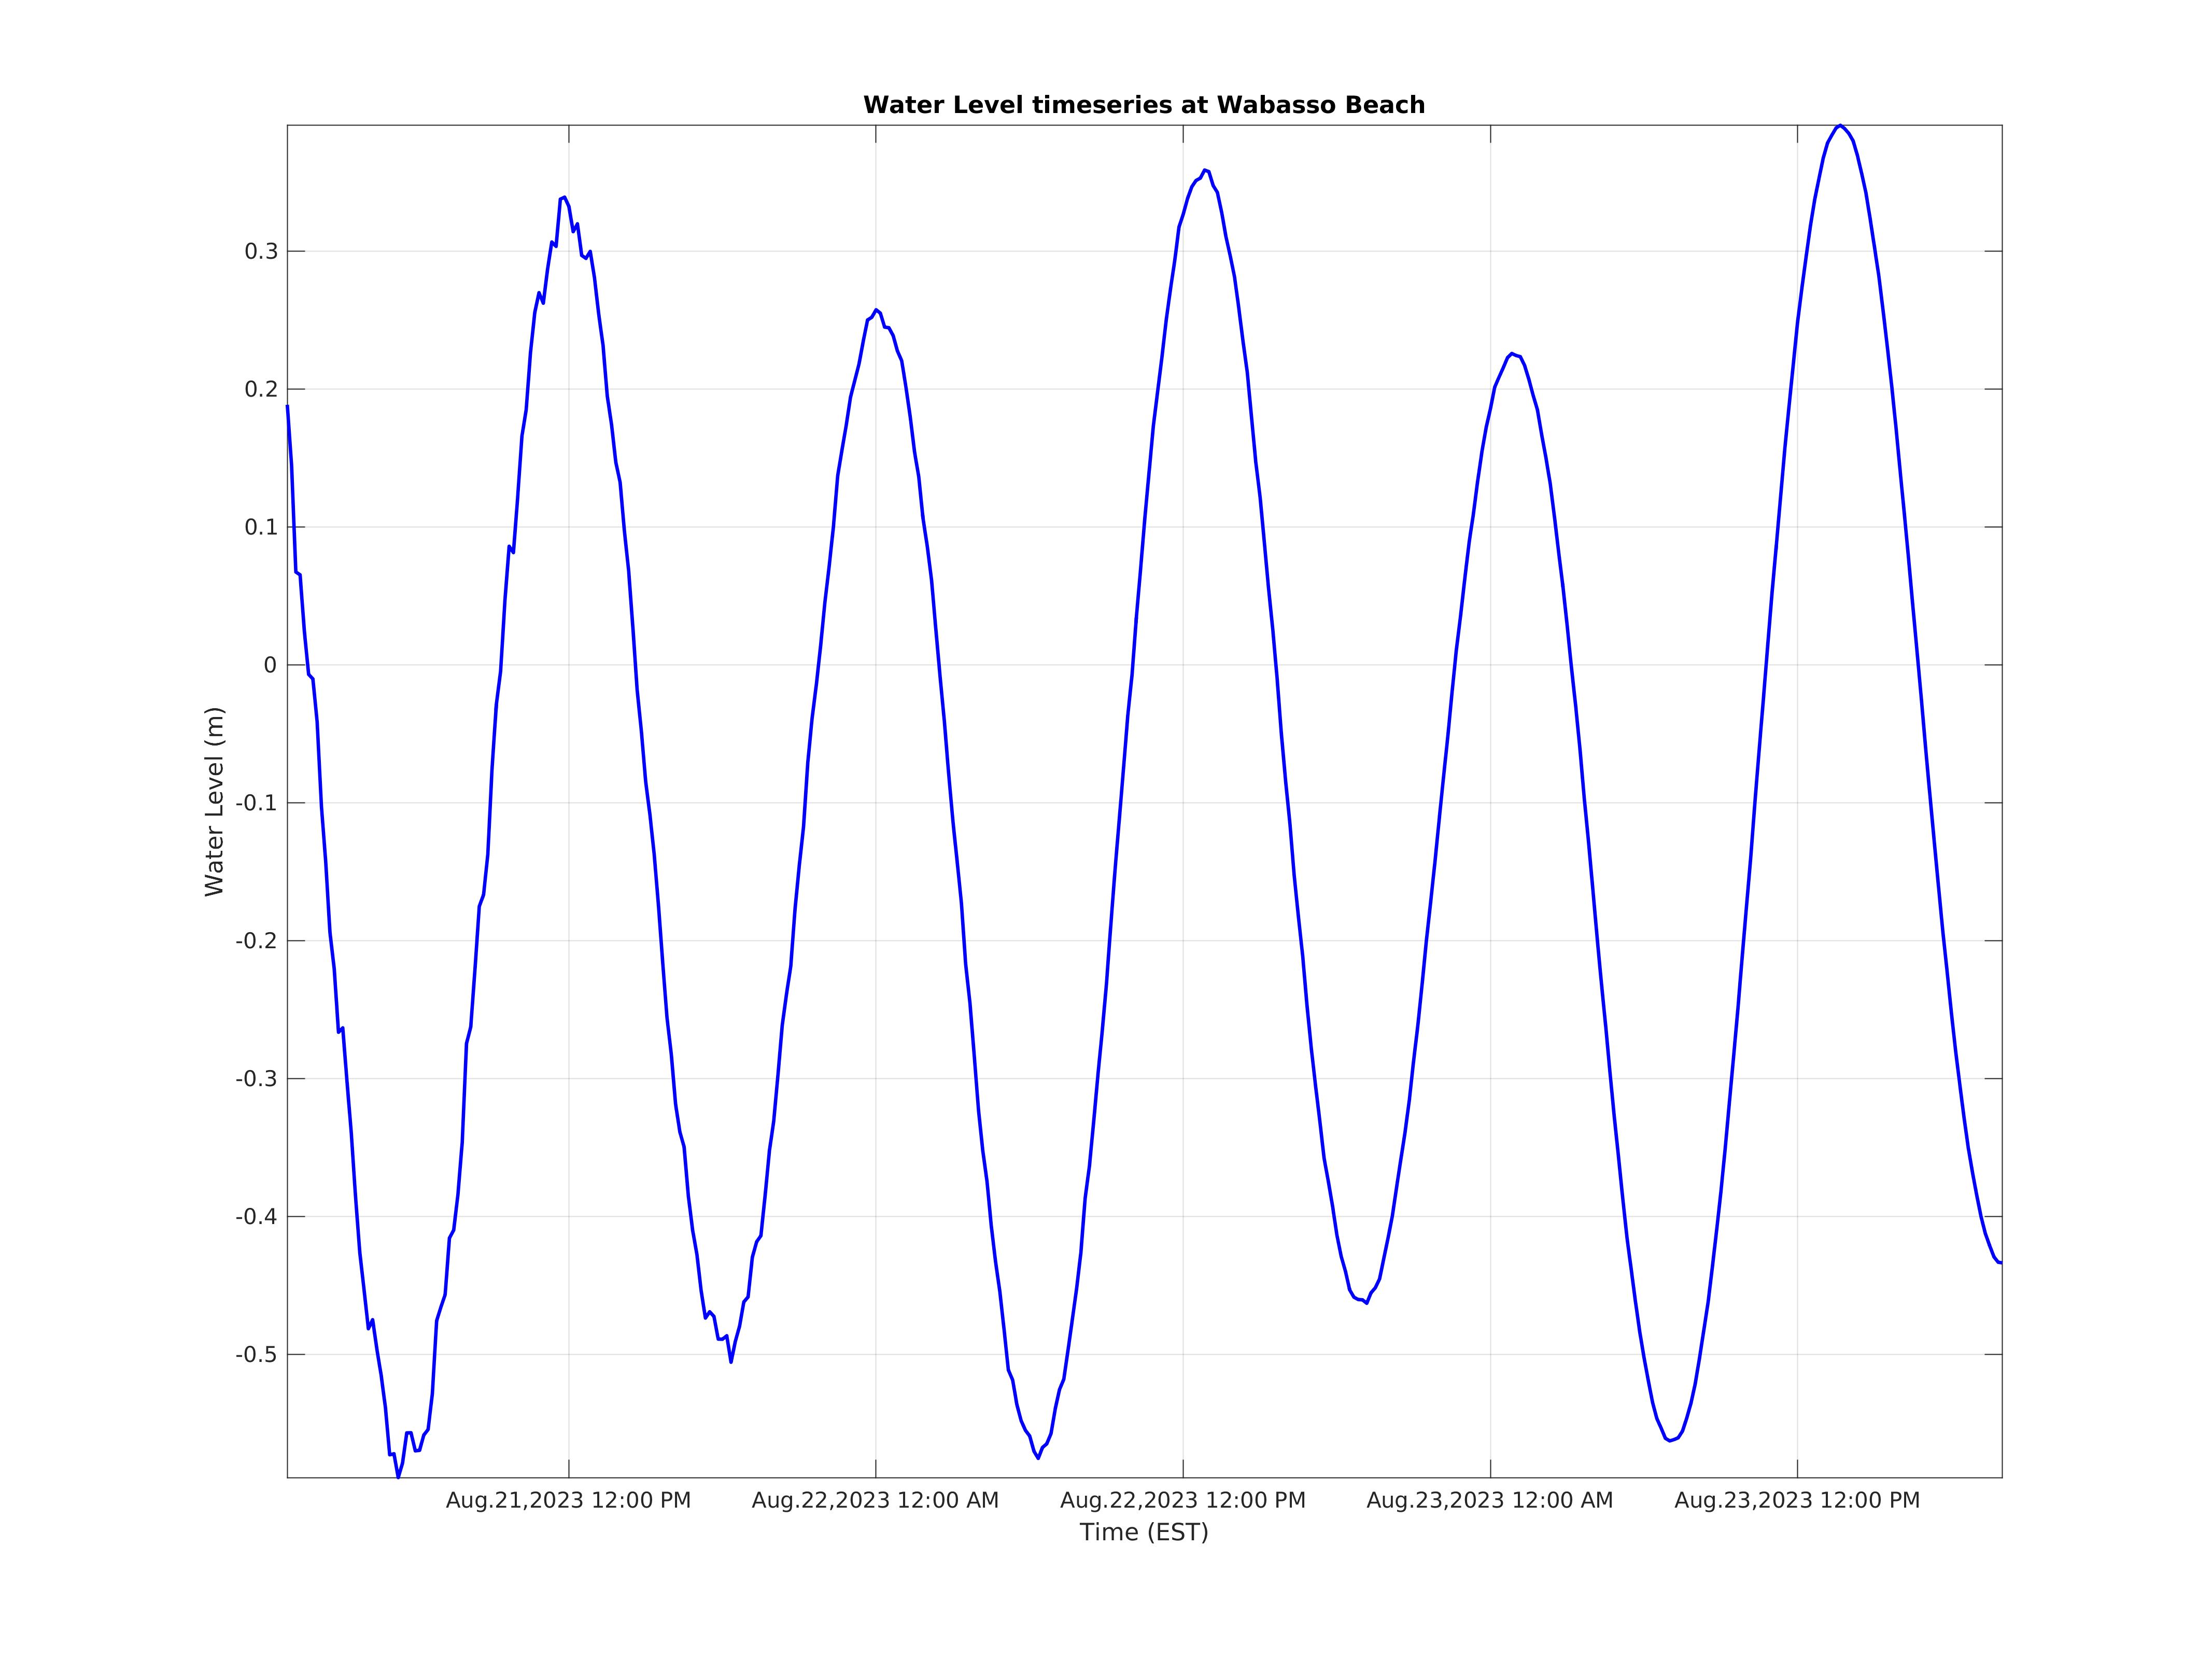 Water Level timeseries at Wabasso Beach
0.3
0.2
0.1
0
-0.1
-0.2
-0.3
-0.4
-0.5
Water Level (m)
Aug.21,2023 12:00 PM
Aug.22,2023 12:00 AM
Aug.22,2023 12:00 PM
Aug.23,2023 12:00 AM
Aug.23,2023 12:00 PM
Time (EST)